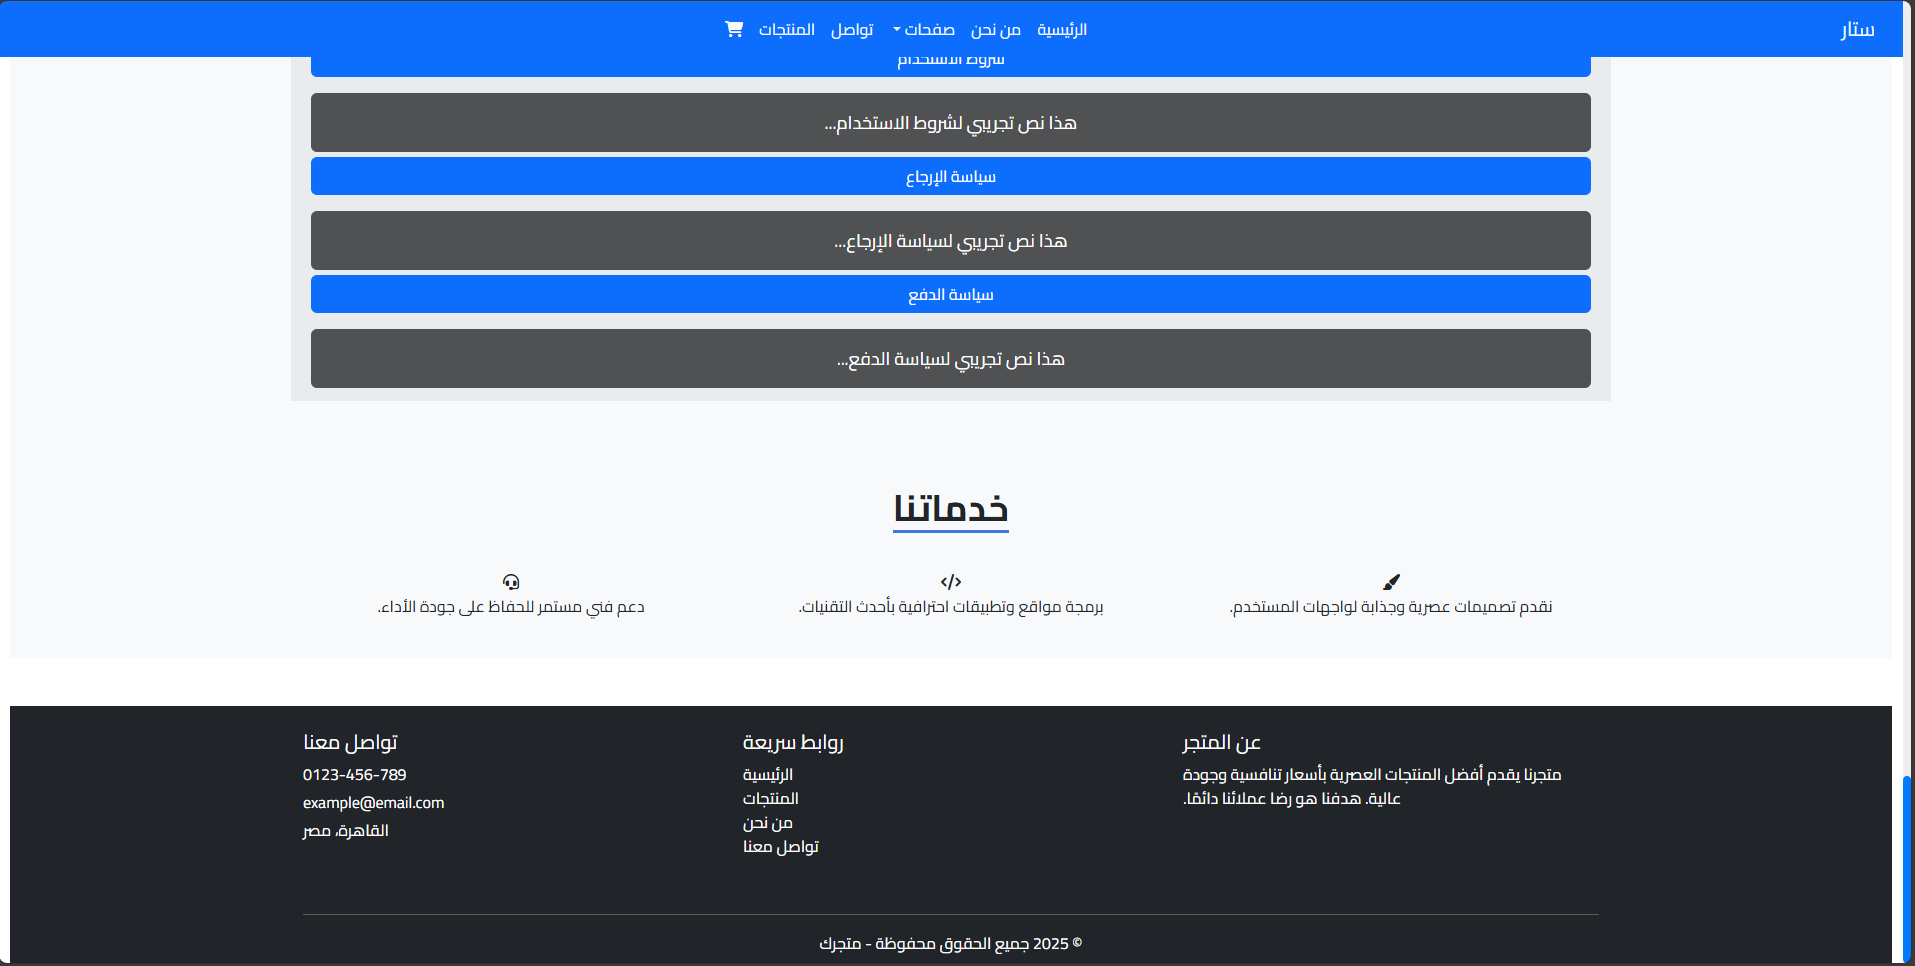 ستار
الرئيسية
من نحن
صفحات
تواصل
المنتجات
شروط الاستخدام
هذا نص تجريبي لشروط الاستخدام...
سياسة الإرجاع
هذا نص تجريبي لسياسة الإرجاع...
سياسة الدفع
هذا نص تجريبي لسياسة الدفع...
خدماتنا
نقدم تصميمات عصرية وجذابة لواجهات المستخدم.
برمجة مواقع وتطبيقات احترافية بأحدث التقنيات.
دعم فني مستمر للحفاظ على جودة الأداء.
عن المتجر
متجرنا يقدم أفضل المنتجات العصرية بأسعار تنافسية وجودة
عالية. هدفنا هو رضا عملائنا دائمًا.
روابط سريعة
الرئيسية
المنتجات
من نحن
تواصل معنا
تواصل معنا
0123-456-789
example@email.com
القاهرة، مصر
© 2025 جميع الحقوق محفوظة - متجرك